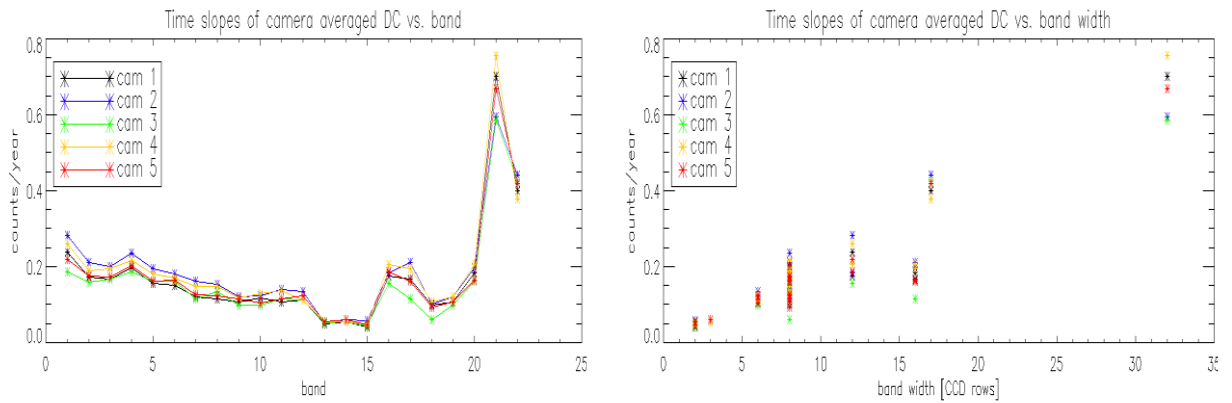 Time slopes of camera averaged DC vs. band
0.8
0.6
0.4
0.2
0.0
counts/year
cam 1
cam 2
cam 3
cam 4
cam 5
0 5 10 15 20 25
band
Time slopes of camera averaged DC vs. band width
0.8
0.6
0.4
0.2
0.0
counts/year
cam 1
cam 2
cam 3
cam 4
cam 5
0 5 10 15 20 25 30 35
band width [CCD rows]